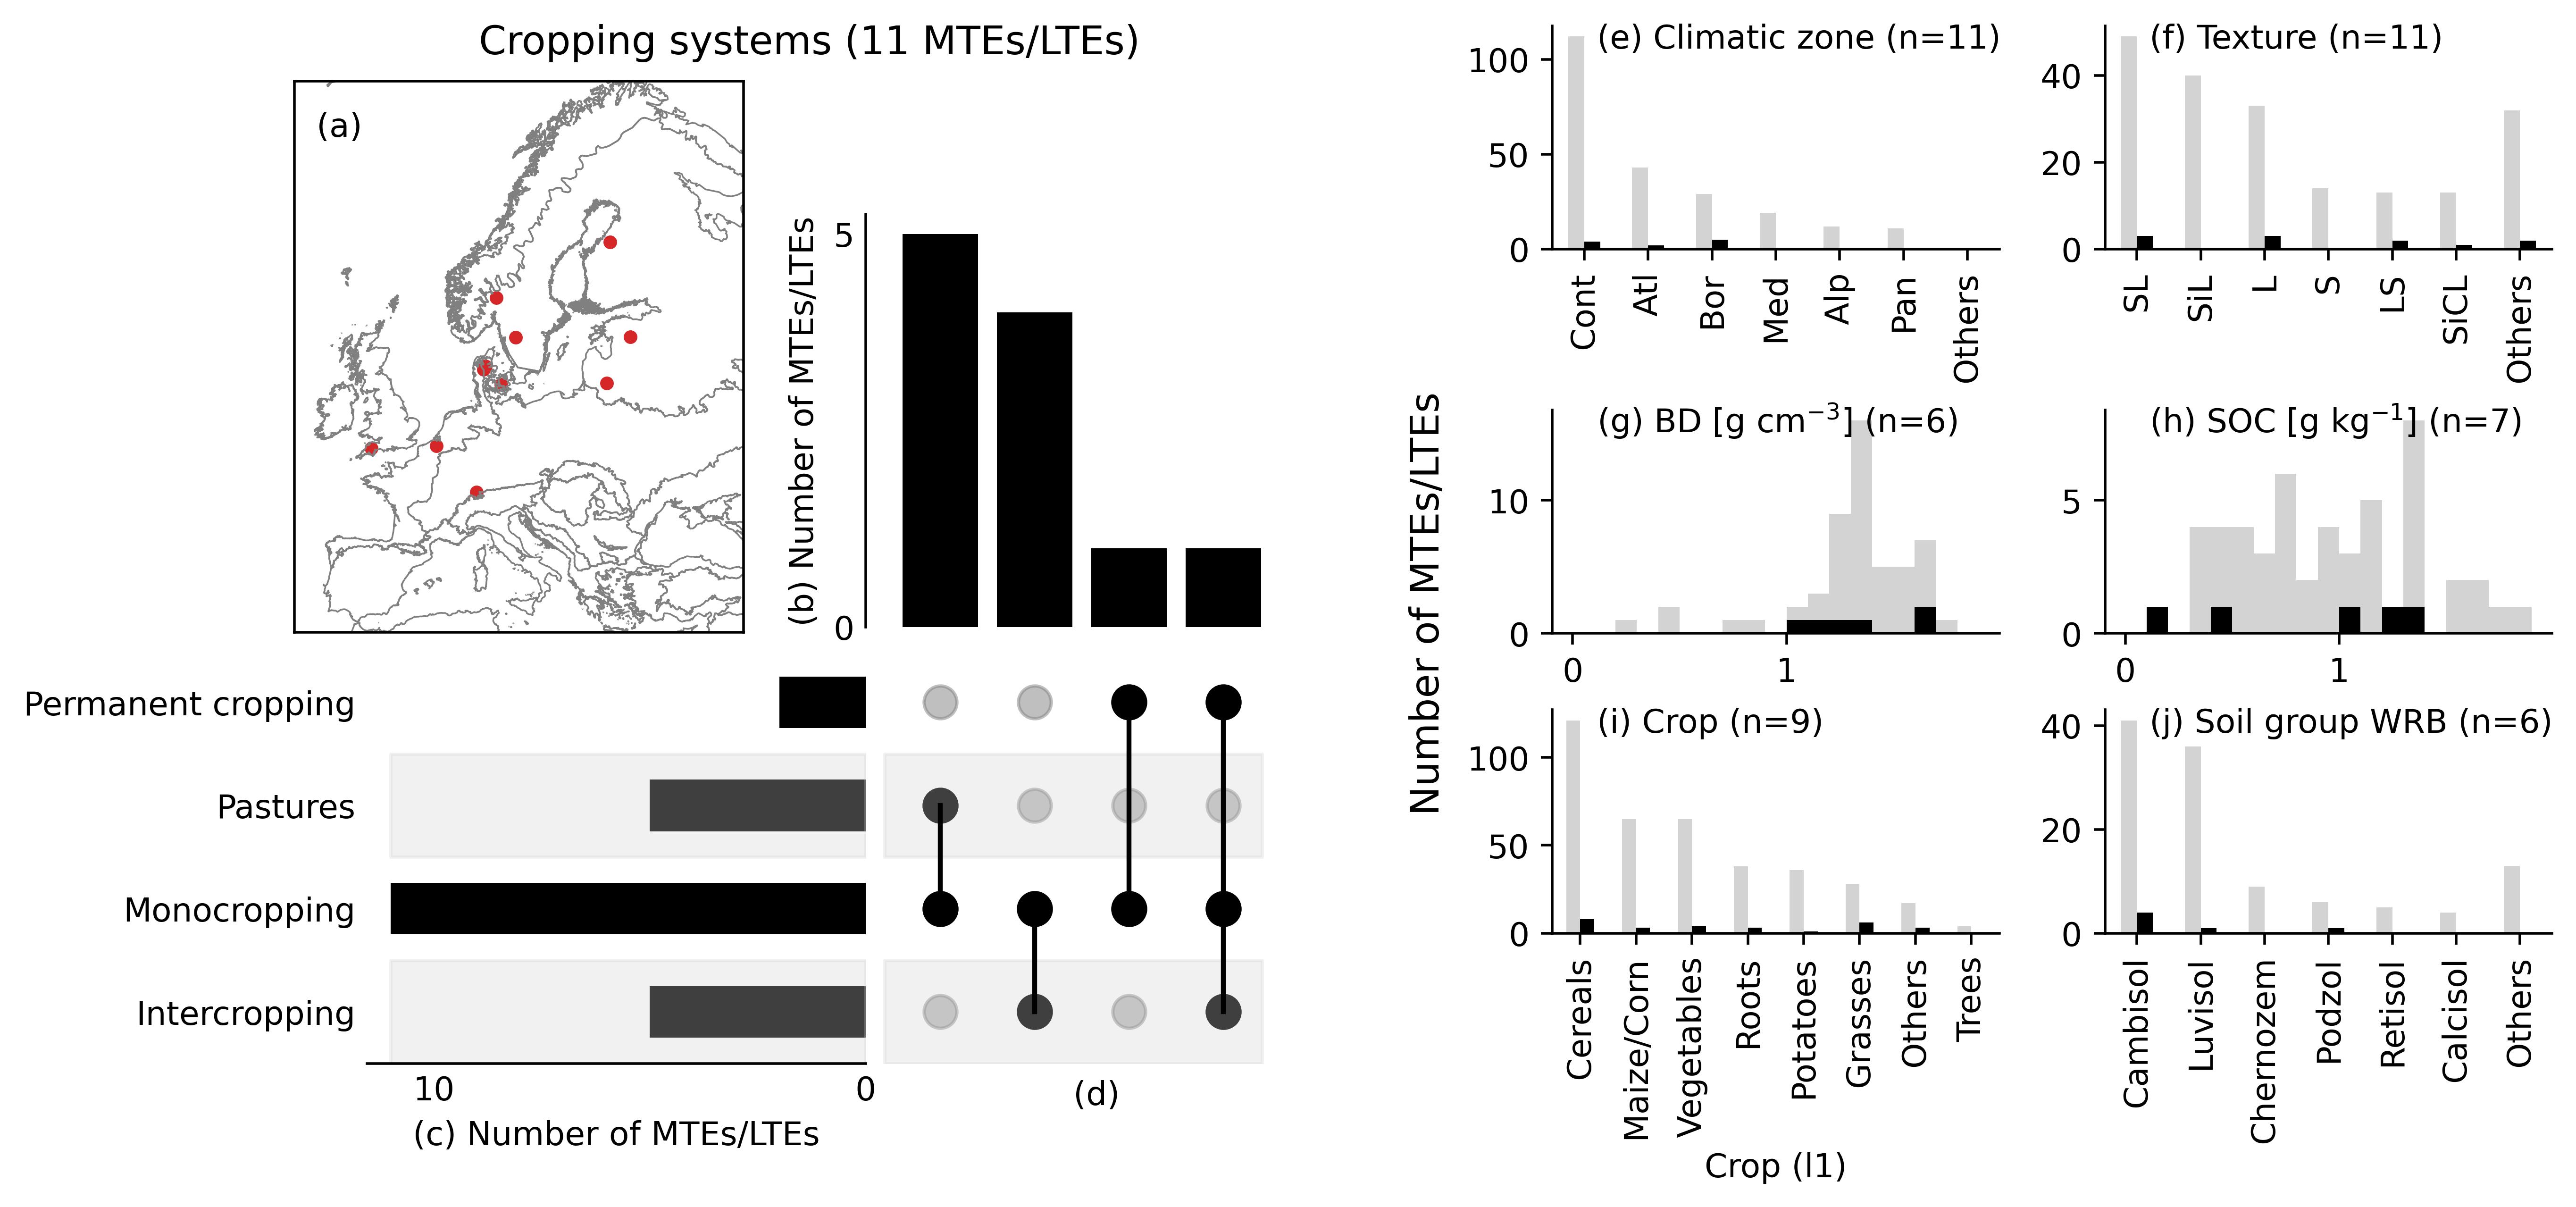 Cropping systems (11 MTEs/LTEs)
(a)
(b) Number of MTEs/LTEs
5
0
Permanent cropping
Pastures
Monocropping
Intercropping
10
0
(c) Number of MTEs/LTEs
(d)
Number of MTEs/LTEs
(e) Climatic zone (n=11)
100
50
0
Cont
Atl
Bor
Med
Alp
Pan
Others
(f) Texture (n=11)
40
20
0
SL
SiL
L
S
LS
SiCL
Others
(g) BD [g cm⁻³] (n=6)
10
0
0
1
(h) SOC [g kg⁻¹] (n=7)
5
0
0
1
(i) Crop (n=9)
100
50
0
Cereals
Maize/Corn
Vegetables
Roots
Potatoes
Grasses
Others
Trees
Crop (l1)
(j) Soil group WRB (n=6)
40
20
0
Cambisol
Luvisol
Chernozem
Podzol
Retisol
Calcisol
Others